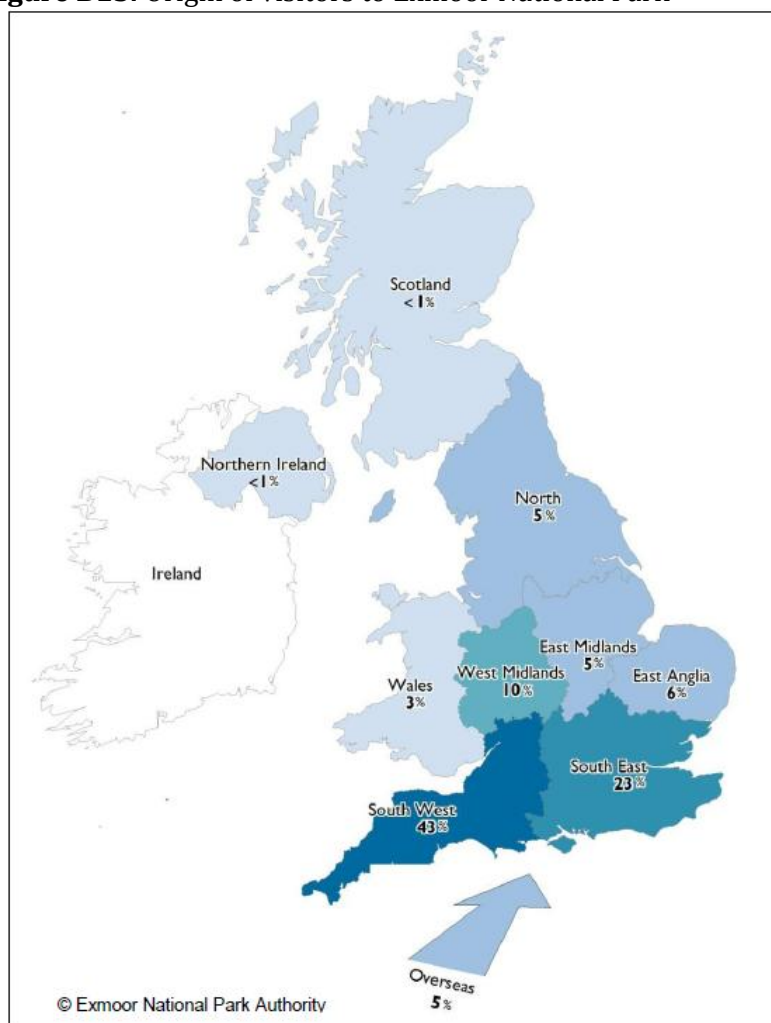 Scotland
< 1%
Northern Ireland
<1%
North
5%
Ireland
East Midlands
5%
West Midlands
10%
East Anglia
6%
Wales
3%
South East
23%
South West
43%
Overseas
5%
© Exmoor National Park Authority